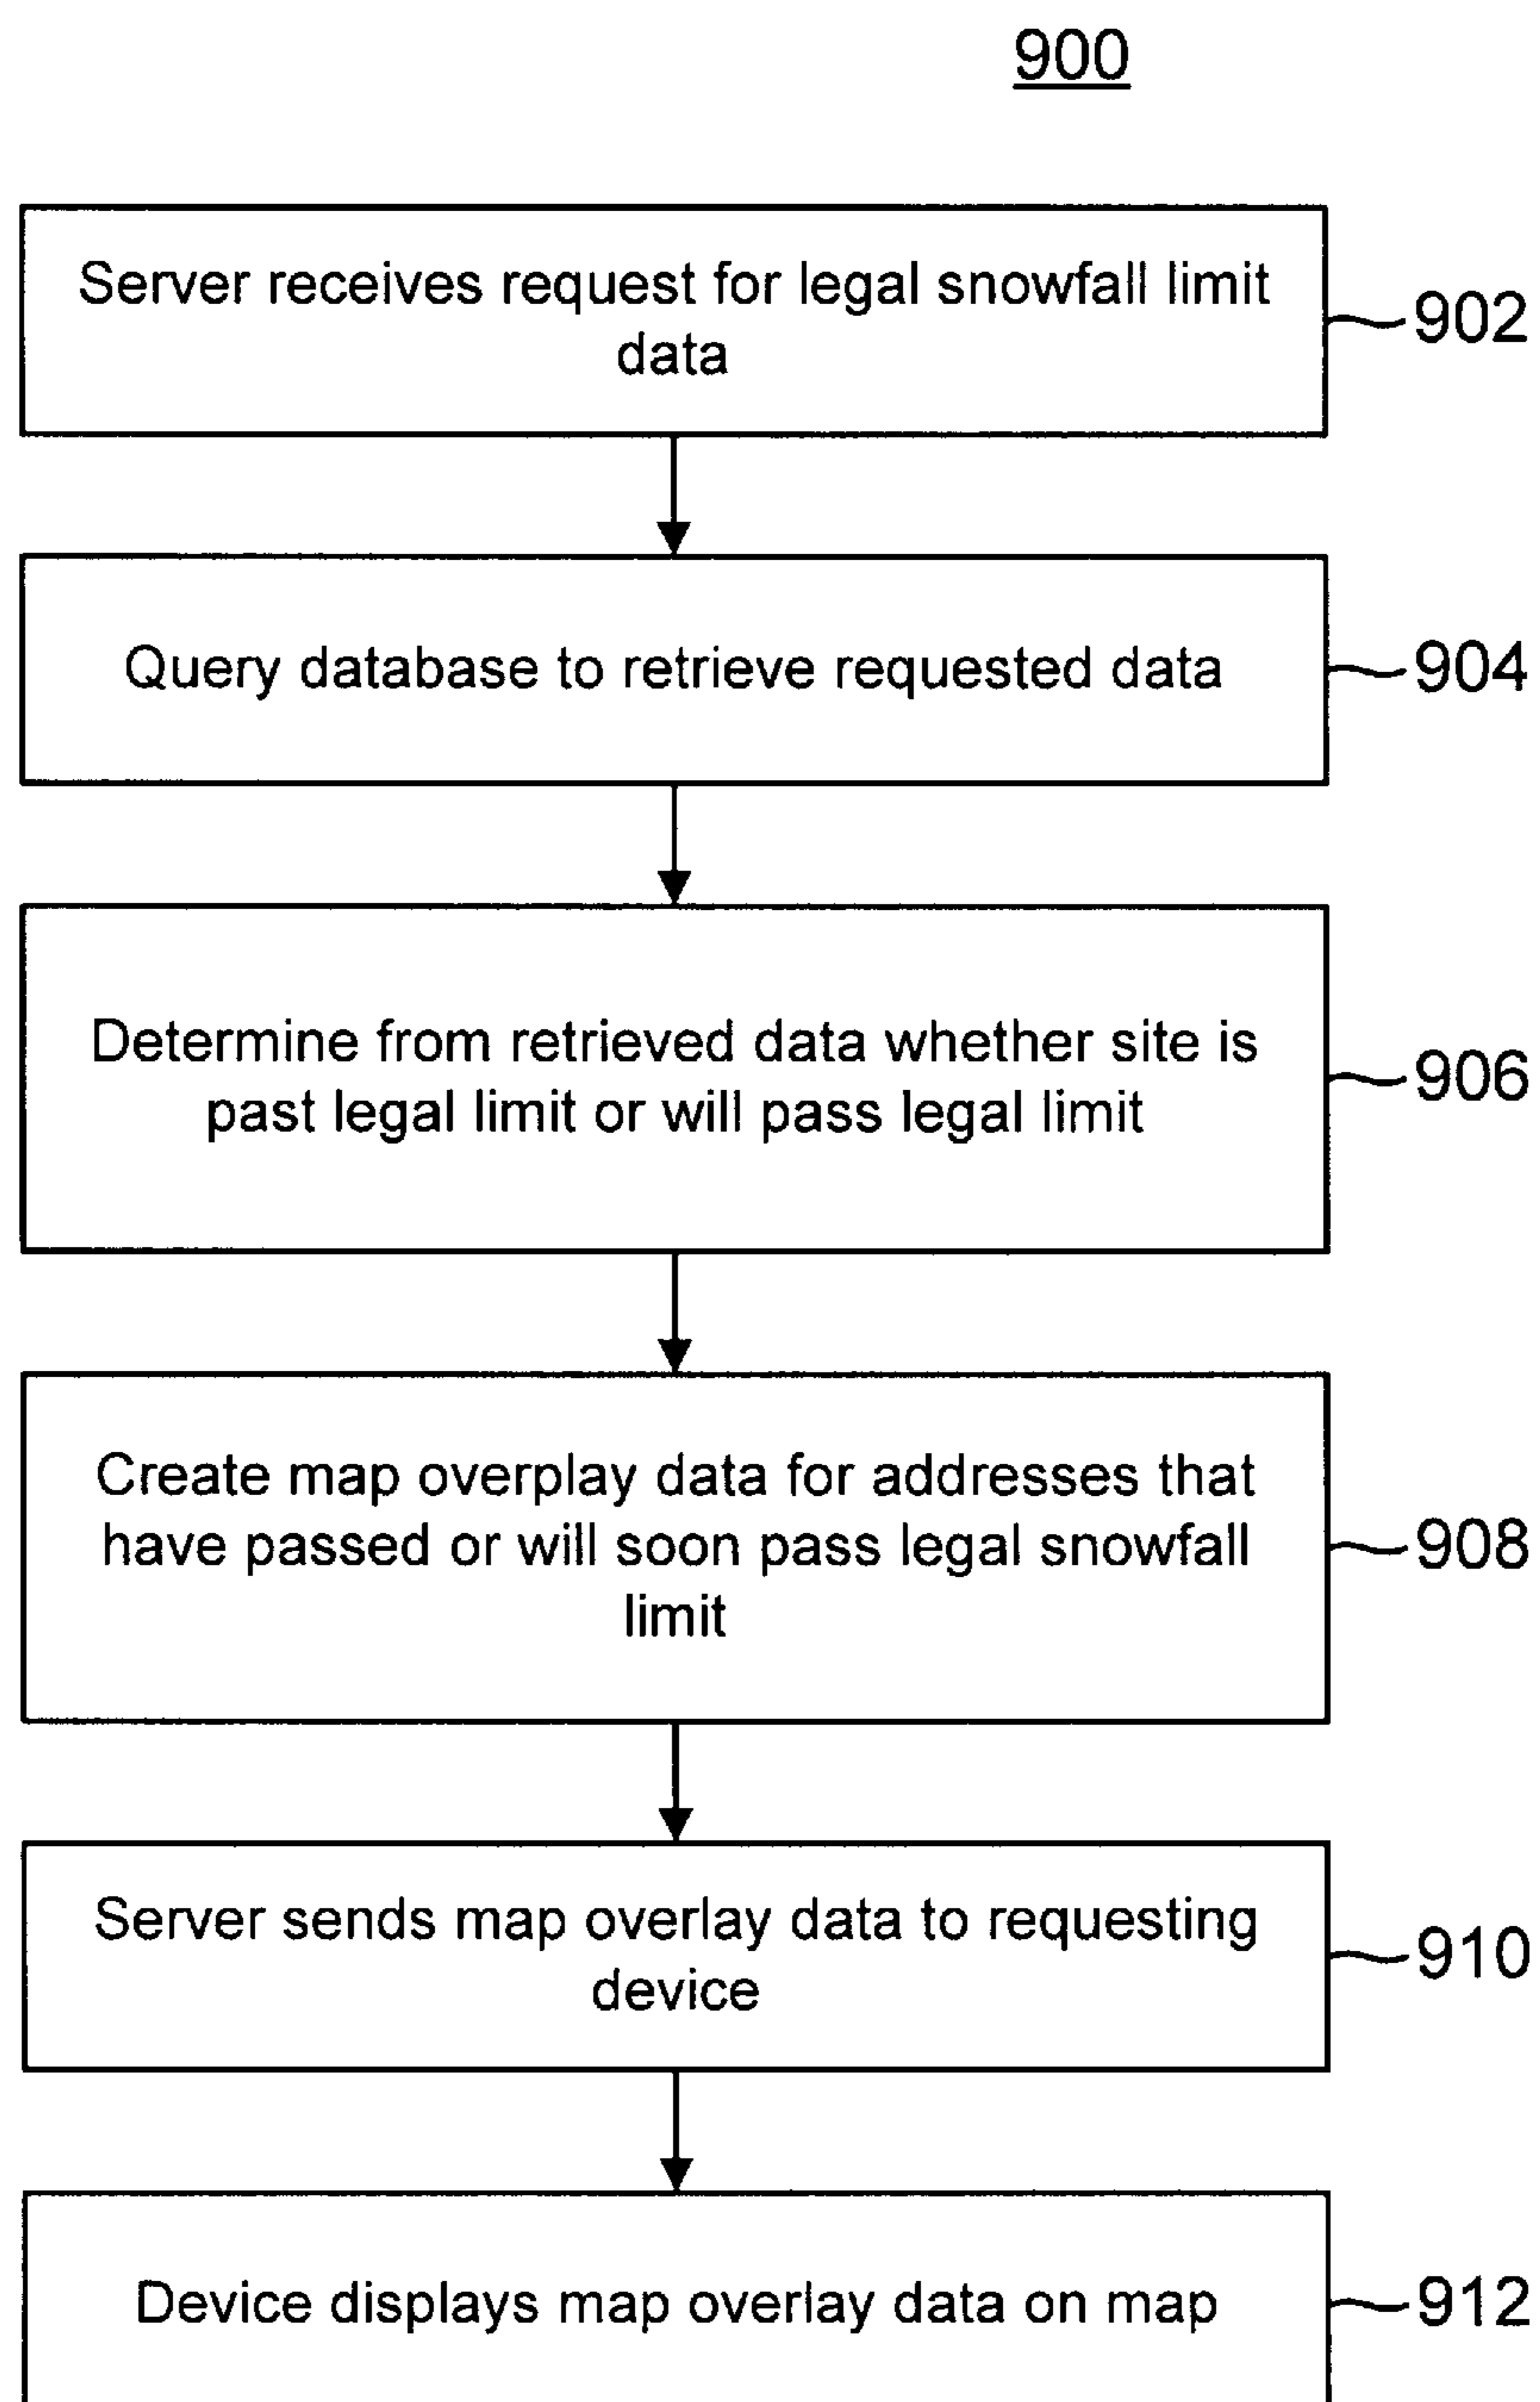 900
Server receives request for legal snowfall limit
data
902
Query database to retrieve requested data
904
Determine from retrieved data whether site is
past legal limit or will pass legal limit
906
Create map overplay data for addresses that
have passed or will soon pass legal snowfall
limit
908
Server sends map overlay data to requesting
device
910
Device displays map overlay data on map
912